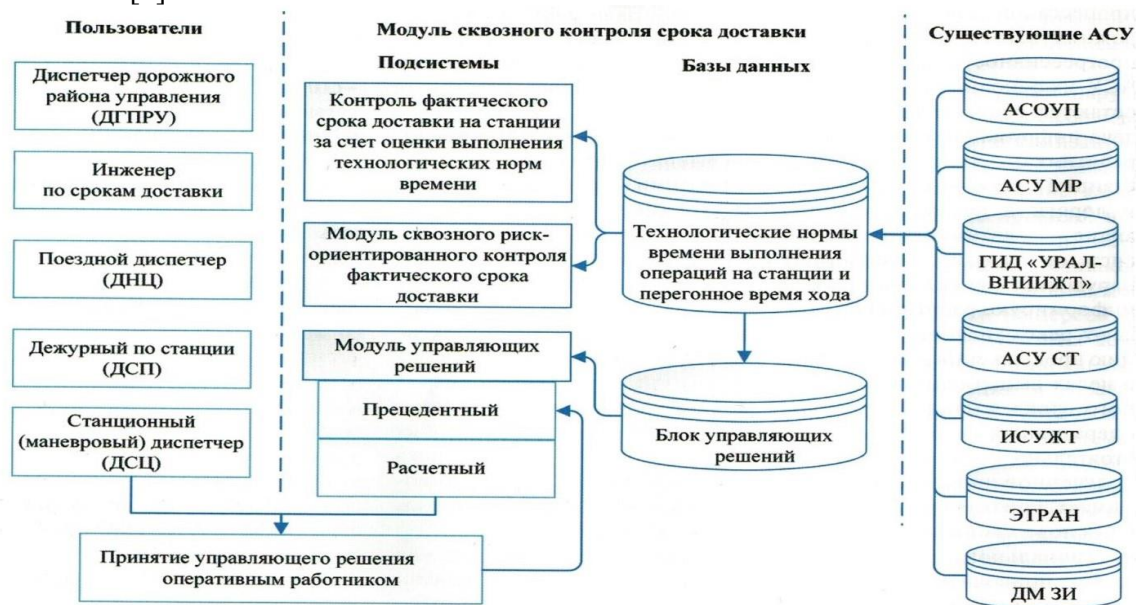 Пользователи
Диспетчер дорожного
района управления
(ДГПРУ)
Инженер
по срокам доставки
Поездной диспетчер
(ДНЦ)
Дежурный по станции
(ДСП)
Станционный
(маневровый) диспетчер
(ДСЦ)
Модуль сквозного контроля срока доставки
Подсистемы
Контроль фактического
срока доставки на станции
за счет оценки выполнения
технологических норм
времени
Модуль сквозного риск-
ориентированного контроля
фактического срока
доставки
Модуль управляющих
решений
Прецедентный
Расчетный
Принятие управляющего решения
оперативным работником
Базы данных
Технологические нормы
времени выполнения
операций на станции и
перегонное время хода
Блок управляющих
решений
Существующие АСУ
АСОУП
АСУ МР
ГИД «УРАЛ-
ВНИИЖТ»
АСУ СТ
ИСУЖТ
ЭТРАН
ДМ ЗИ